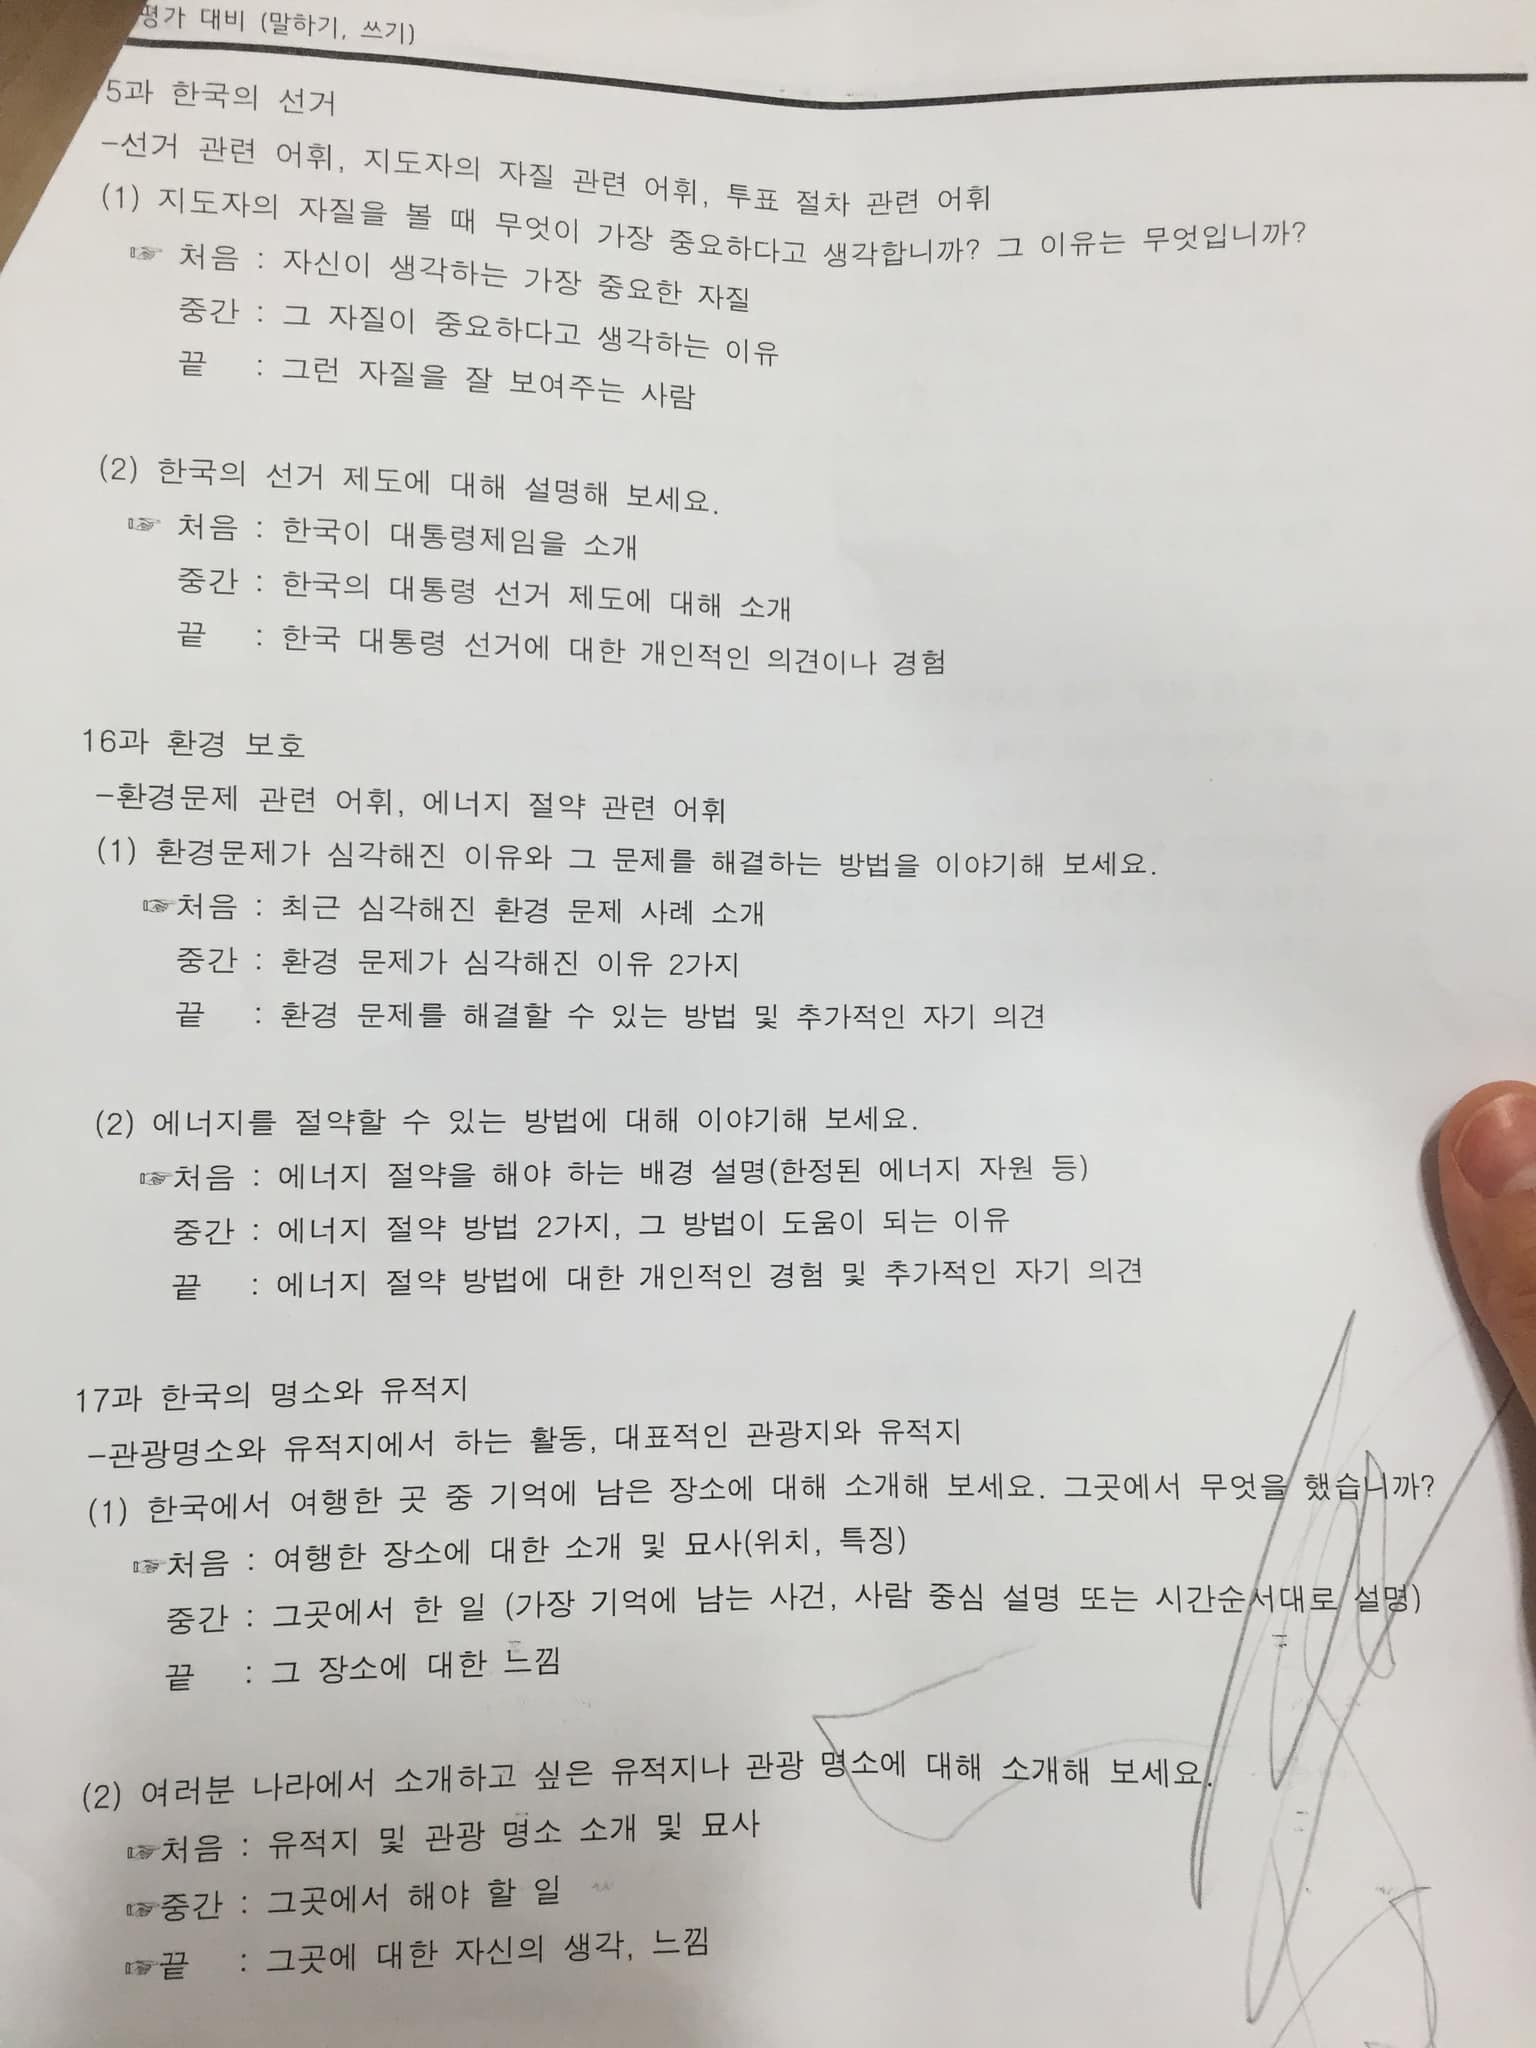 평가 대비 (말하기, 쓰기)
5과 한국의 선거
-선거 관련 어휘, 지도자의 자질 관련 어휘, 투표 절차 관련 어휘
(1) 지도자의 자질을 볼 때 무엇이 가장 중요하다고 생각합니까? 그 이유는 무엇입니까?
☞ 처음 : 자신이 생각하는 가장 중요한 자질
중간 : 그 자질이 중요하다고 생각하는 이유
끝 : 그런 자질을 잘 보여주는 사람
(2) 한국의 선거 제도에 대해 설명해 보세요.
☞ 처음 : 한국이 대통령제임을 소개
중간 : 한국의 대통령 선거 제도에 대해 소개
끝 : 한국 대통령 선거에 대한 개인적인 의견이나 경험
16과 환경 보호
-환경문제 관련 어휘, 에너지 절약 관련 어휘
(1) 환경문제가 심각해진 이유와 그 문제를 해결하는 방법을 이야기해 보세요.
☞처음 : 최근 심각해진 환경 문제 사례 소개
중간 : 환경 문제가 심각해진 이유 2가지
끝 : 환경 문제를 해결할 수 있는 방법 및 추가적인 자기 의견
(2) 에너지를 절약할 수 있는 방법에 대해 이야기해 보세요.
☞처음 : 에너지 절약을 해야 하는 배경 설명(한정된 에너지 자원 등)
중간 : 에너지 절약 방법 2가지, 그 방법이 도움이 되는 이유
끝 : 에너지 절약 방법에 대한 개인적인 경험 및 추가적인 자기 의견
17과 한국의 명소와 유적지
-관광명소와 유적지에서 하는 활동, 대표적인 관광지와 유적지
(1) 한국에서 여행한 곳 중 기억에 남은 장소에 대해 소개해 보세요. 그곳에서 무엇을 했습니까?
☞처음 : 여행한 장소에 대한 소개 및 묘사(위치, 특징)
중간 : 그곳에서 한 일 (가장 기억에 남는 사건, 사람 중심 설명 또는 시간순서대로 설명)
끝 : 그 장소에 대한 느낌
(2) 여러분 나라에서 소개하고 싶은 유적지나 관광 명소에 대해 소개해 보세요.
☞처음 : 유적지 및 관광 명소 소개 및 묘사
☞중간 : 그곳에서 해야 할 일
☞끝 : 그곳에 대한 자신의 생각, 느낌